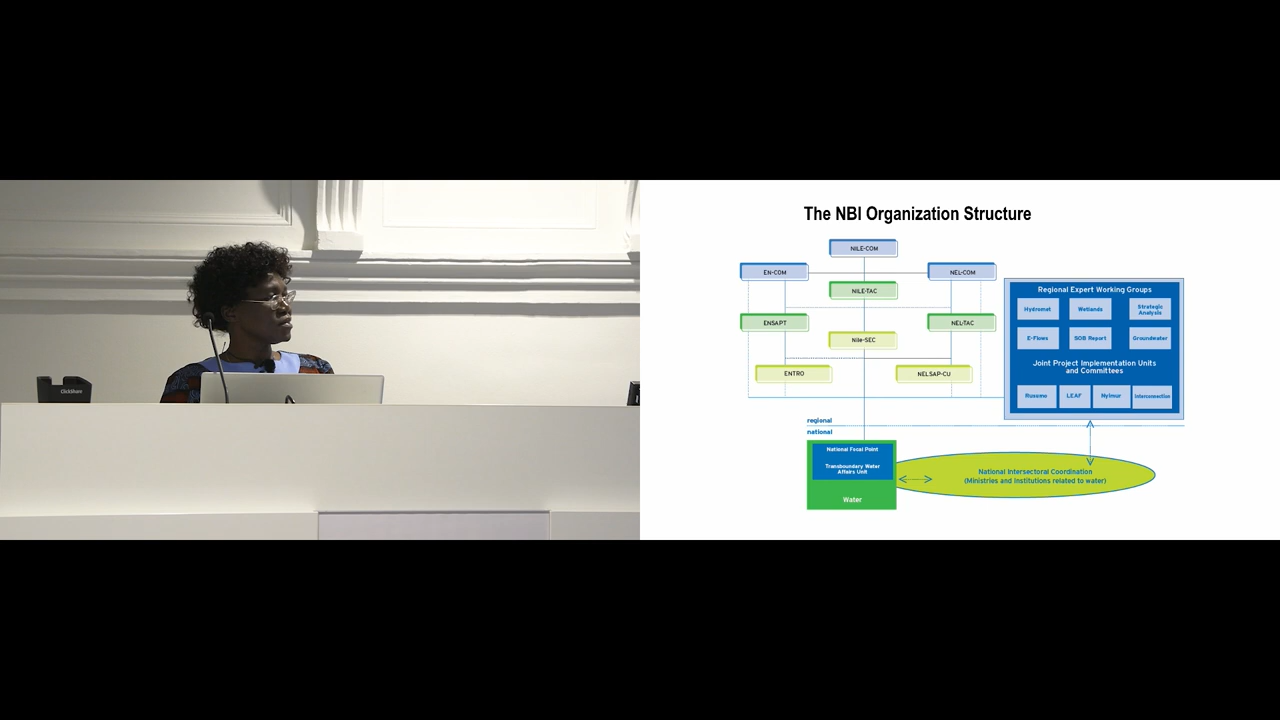 ClickShare
The NBI Organization Structure
NILE-COM
EN-COM
NEL-COM
NILE-TAC
ENSAPT
NEL-TAC
Nile-SEC
ENTRO
NELSAP-CU
Regional Expert Working Groups
Hydromet
Wetlands
Strategic
Analysis
E-Flows
SOB Report
Groundwater
Joint Project Implementation Units
and Committees
Rusumo
LEAF
Nyimur
Interconnection
regional
national
National Focal Point
Transboundary Water
Affairs Unit
Water
National Intersectoral Coordination
(Ministries and Institutions related to water)